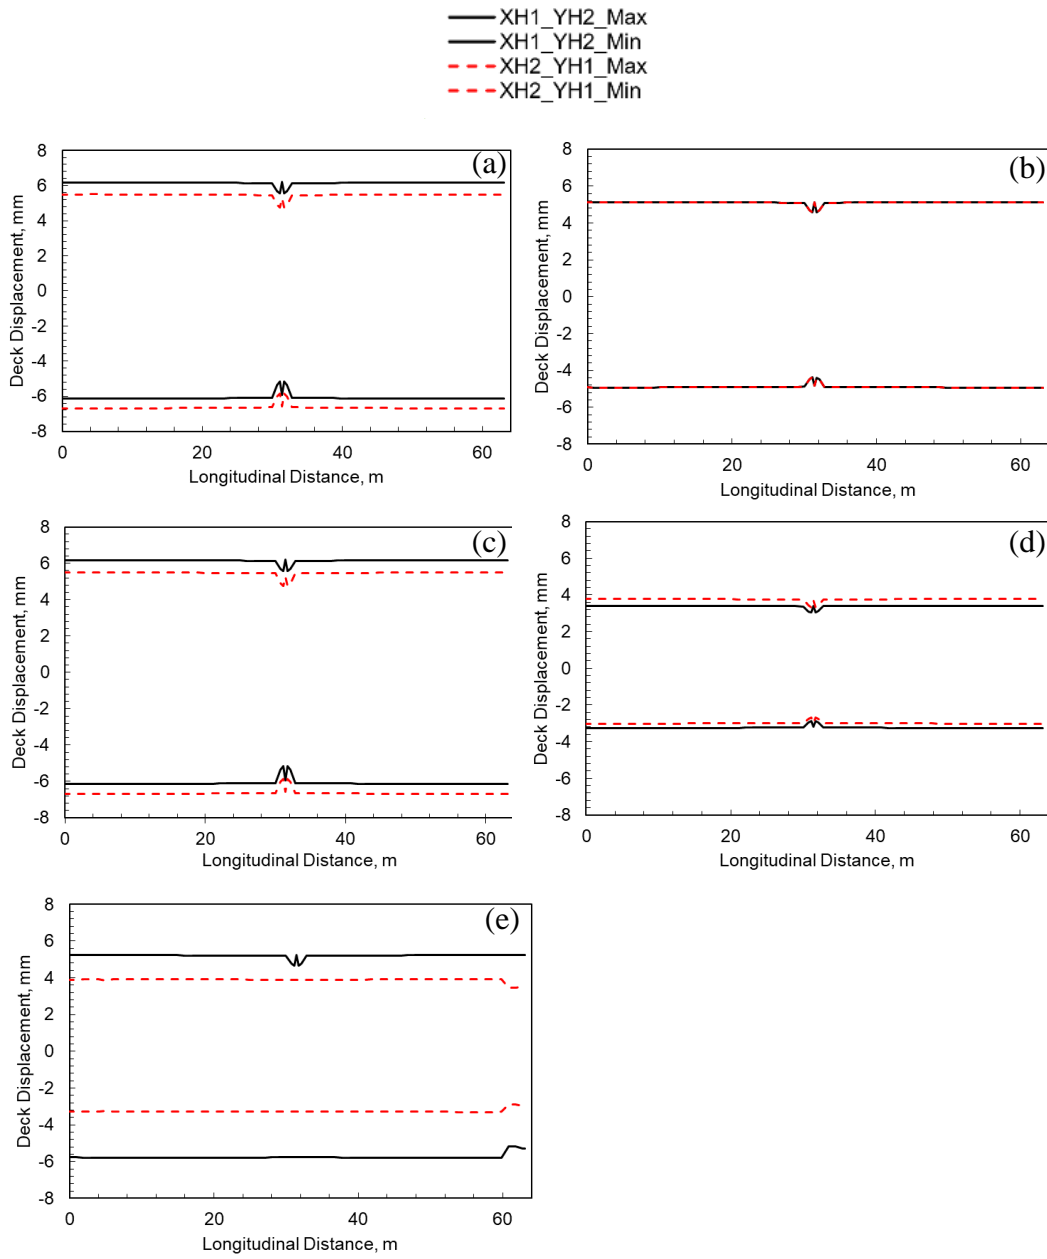 XH1_YH2_Max
XH1_YH2_Min
XH2_YH1_Max
XH2_YH1_Min
(a)
8
6
4
2
0
-2
-4
-6
-8
Deck Displacement, mm
0 20 40 60
Longitudinal Distance, m
(b)
8
6
4
2
0
-2
-4
-6
-8
Deck Displacement, mm
0 20 40 60
Longitudinal Distance, m
(c)
8
6
4
2
0
-2
-4
-6
-8
Deck Displacement, mm
0 20 40 60
Longitudinal Distance, m
(d)
8
6
4
2
0
-2
-4
-6
-8
Deck Displacement, mm
0 20 40 60
Longitudinal Distance, m
(e)
8
6
4
2
0
-2
-4
-6
-8
Deck Displacement, mm
0 20 40 60
Longitudinal Distance, m